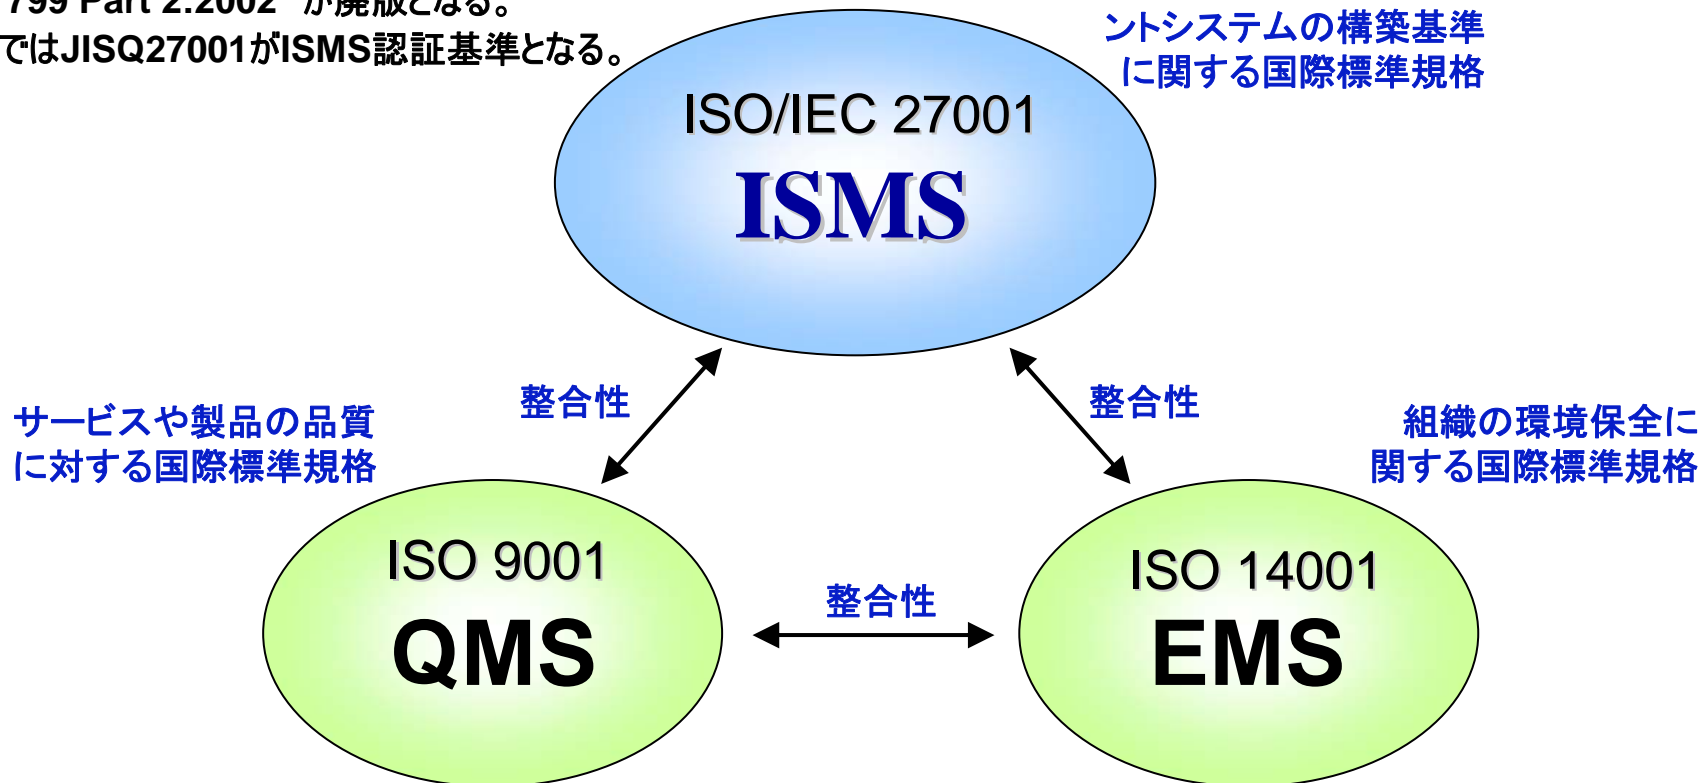 799 Part 2:2002” が廃版となる。
ではJISQ27001がISMS認証基準となる。
ントシステムの構築基準
に関する国際標準規格
ISO/IEC 27001
ISMS
整合性
整合性
サービスや製品の品質
に対する国際標準規格
組織の環境保全に
関する国際標準規格
ISO 9001
QMS
整合性
ISO 14001
EMS